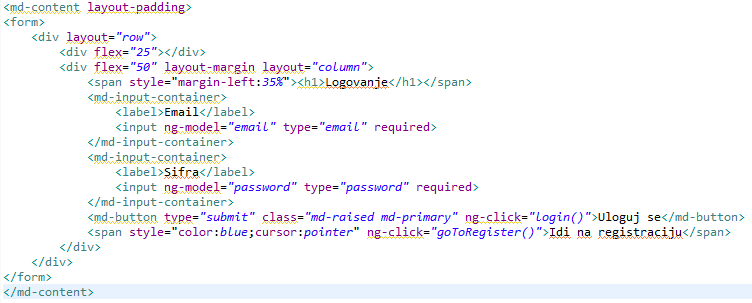 <md-content layout-padding>
<form>
    <div layout="row">
        <div flex="25"></div>
        <div flex="50" layout-margin layout="column">
            <span style="margin-left:35%"><h1>Logovanje</h1></span>
            <md-input-container>
                <label>Email</label>
                <input ng-model="email" type="email" required>
            </md-input-container>
            <md-input-container>
                <label>Sifra</label>
                <input ng-model="password" type="password" required>
            </md-input-container>
            <md-button type="submit" class="md-raised md-primary" ng-click="login()">Uloguj se</md-button>
            <span style="color:blue;cursor:pointer" ng-click="goToRegister()">Idi na registraciju</span>
        </div>
    </div>
</form>
</md-content>